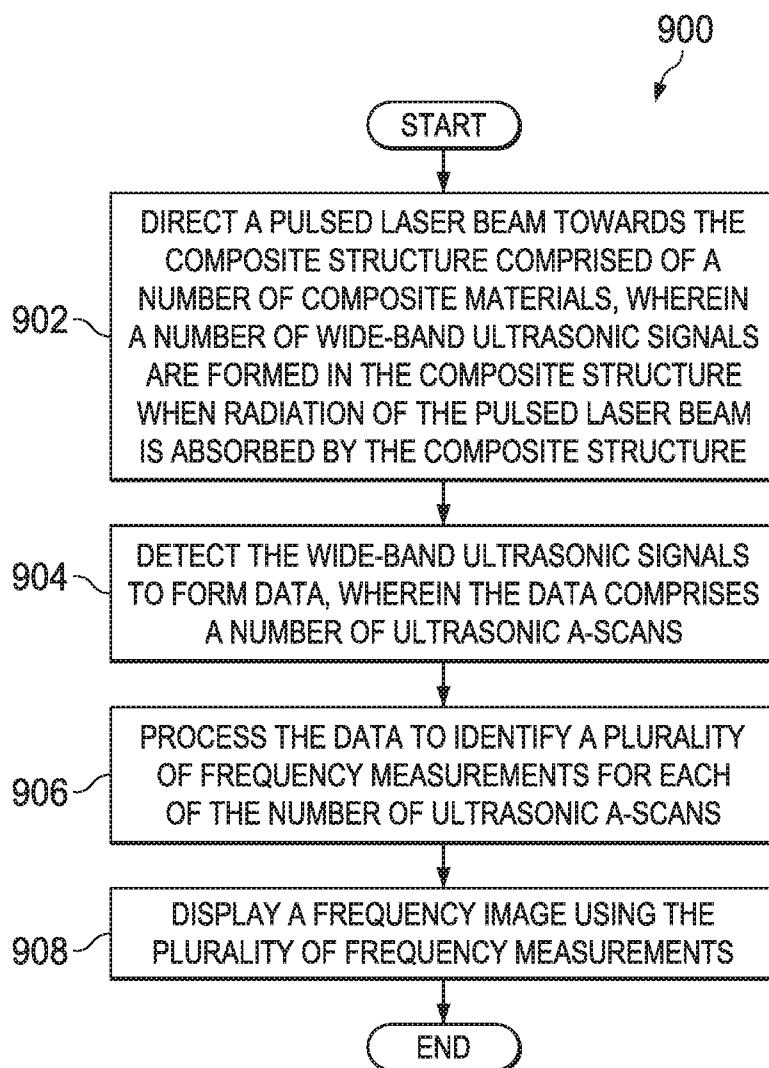 900
START
902
DIRECT A PULSED LASER BEAM TOWARDS THE
COMPOSITE STRUCTURE COMPRISED OF A
NUMBER OF COMPOSITE MATERIALS, WHEREIN
A NUMBER OF WIDE-BAND ULTRASONIC SIGNALS
ARE FORMED IN THE COMPOSITE STRUCTURE
WHEN RADIATION OF THE PULSED LASER BEAM
IS ABSORBED BY THE COMPOSITE STRUCTURE
904
DETECT THE WIDE-BAND ULTRASONIC SIGNALS
TO FORM DATA, WHEREIN THE DATA COMPRISES
A NUMBER OF ULTRASONIC A-SCANS
906
PROCESS THE DATA TO IDENTIFY A PLURALITY
OF FREQUENCY MEASUREMENTS FOR EACH
OF THE NUMBER OF ULTRASONIC A-SCANS
908
DISPLAY A FREQUENCY IMAGE USING THE
PLURALITY OF FREQUENCY MEASUREMENTS
END